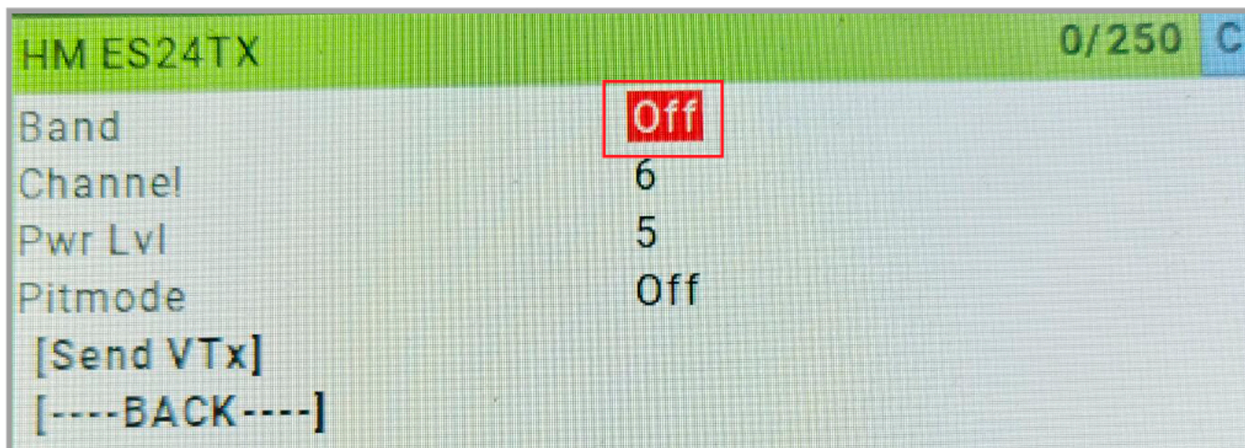 HM ES24TX 0/250 C
Band Off
Channel 6
Pwr Lvl 5
Pitmode Off
[Send VTx]
[----BACK----]